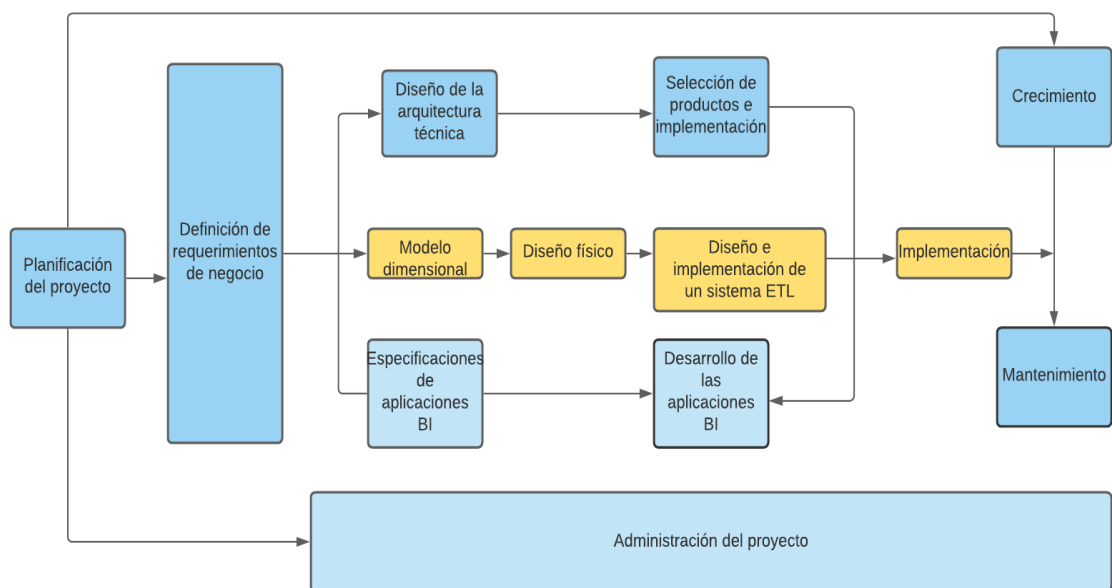 Planificación
del proyecto
Definición de
requerimientos
de negocio
Diseño de la
arquitectura
técnica
Selección de
productos e
implementación
Crecimiento
Modelo
dimensional
Diseño físico
Diseño e
implementación de
un sistema ETL
Implementación
Especificaciones
de
aplicaciones
BI
Desarrollo de
las
aplicaciones
BI
Mantenimiento
Administración del proyecto